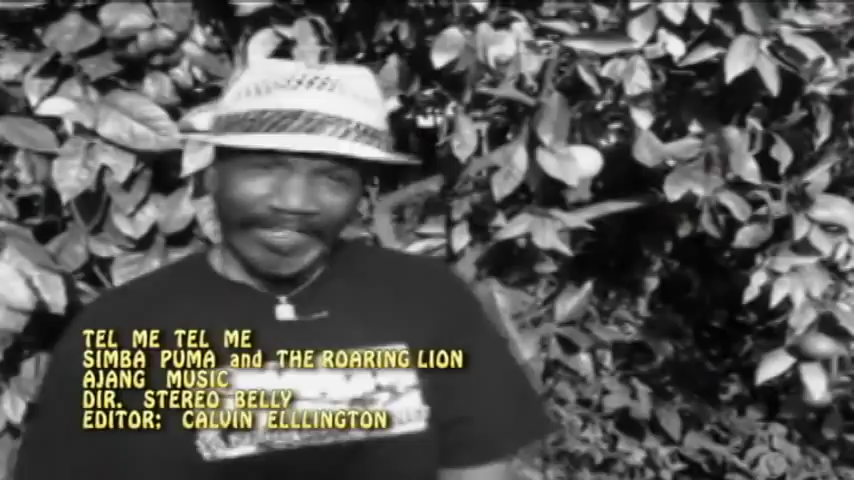 TEL ME TEL ME
SIMBA PUMA and THE ROARING LION
AJANG MUSIC
DIR. STEREO BELLY
EDITOR: CALVIN ELLLINGTON